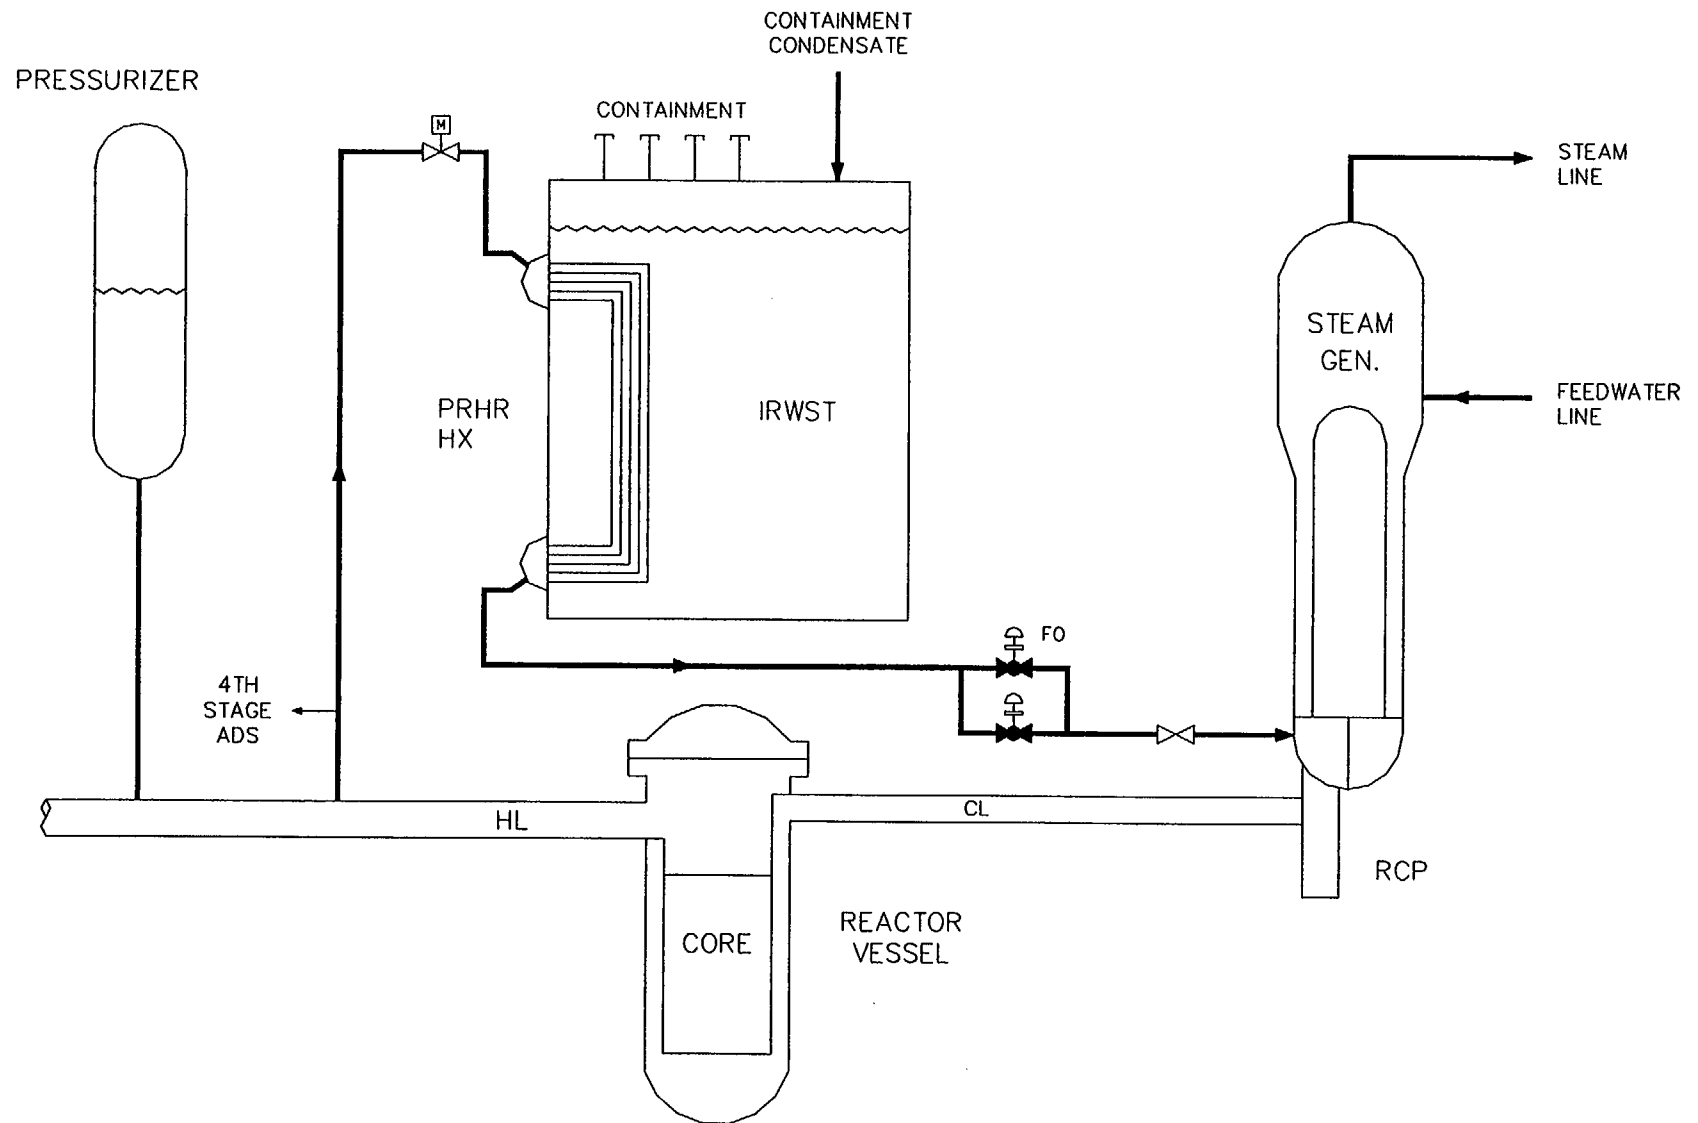 CONTAINMENT
CONDENSATE
PRESSURIZER
CONTAINMENT
M
STEAM
LINE
STEAM
GEN.
FEEDWATER
LINE
PRHR
HX
IRWST
FO
4TH
STAGE
ADS
HL
CL
RCP
CORE
REACTOR
VESSEL